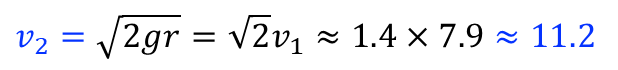 v₂ = √2gr = √2v₁ ≈ 1.4 × 7.9 ≈ 11.2